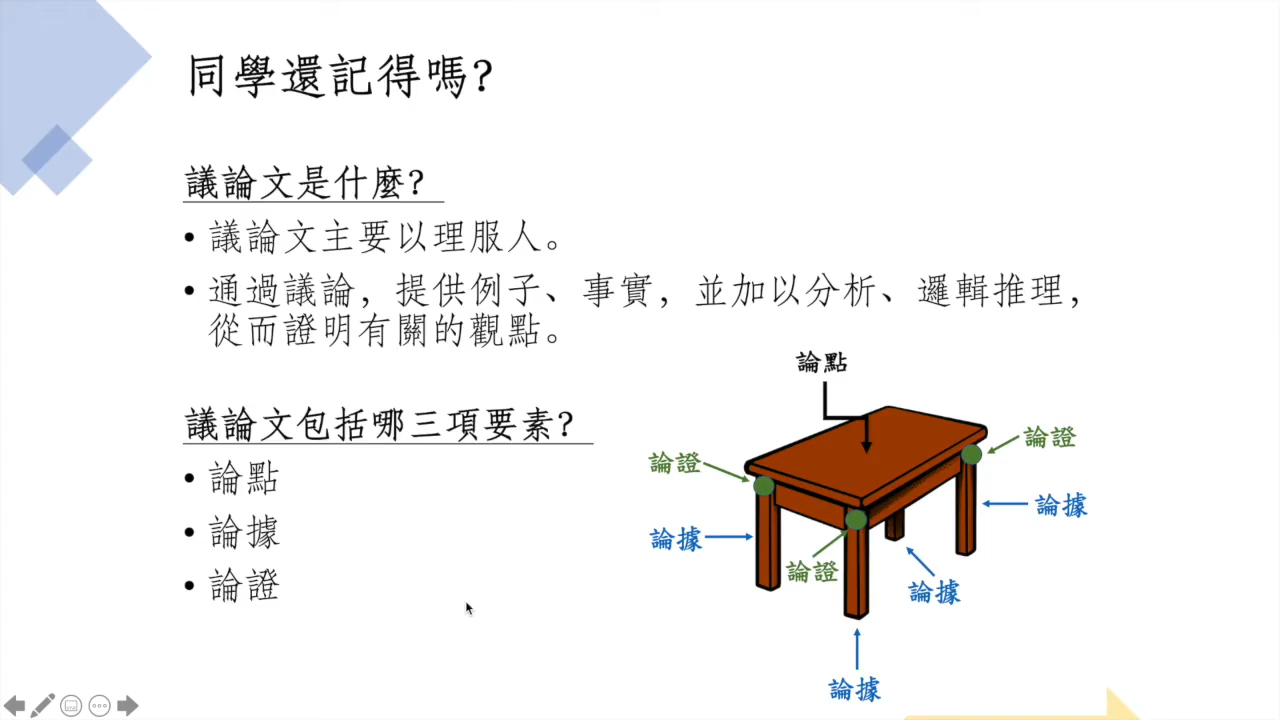 同學還記得嗎？
議論文是什麼？
• 議論文主要以理服人。
• 通過議論，提供例子、事實，並加以分析、邏輯推理，
從而證明有關的觀點。
議論文包括哪三項要素？
• 論點
• 論據
• 論證
論點
論證
論證
論據
論據
論證
論據
論據